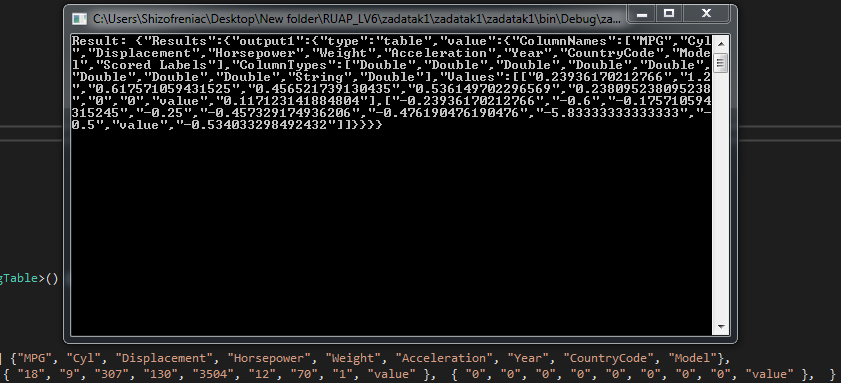 C:\Users\Shizofreniac\Desktop\New folder\RUAP_LV6\zadatak1\zadatak1\zadatak1\bin\Debug\za...
Result: {"Results":{"output1":{"type":"table","value":{"ColumnNames":["MPG","Cyl
","Displacement","Horsepower","Weight","Acceleration","Year","CountryCode","Mode
l","Scored Labels"],"ColumnTypes":["Double","Double","Double","Double","Double",
"Double","Double","Double","String","Double"],"Values":[["0.23936170212766","1.2
","0.617571059431525","0.456521739130435","0.536149702296569","0.238095238095238
","0","0","value","0.117123141884804"],["-0.23936170212766","-0.6","-0.175710594
315245","-0.25","-0.457329174936206","-0.476190476190476","-5.83333333333333","-
0.5","value","-0.534033298492432"]]}}}}
gTable>()
{"MPG", "Cyl", "Displacement", "Horsepower", "Weight", "Acceleration", "Year", "CountryCode", "Model"},
{ "18", "9", "307", "130", "3504", "12", "70", "1", "value" }, { "0", "0", "0", "0", "0", "0", "0", "0", "value" }, }